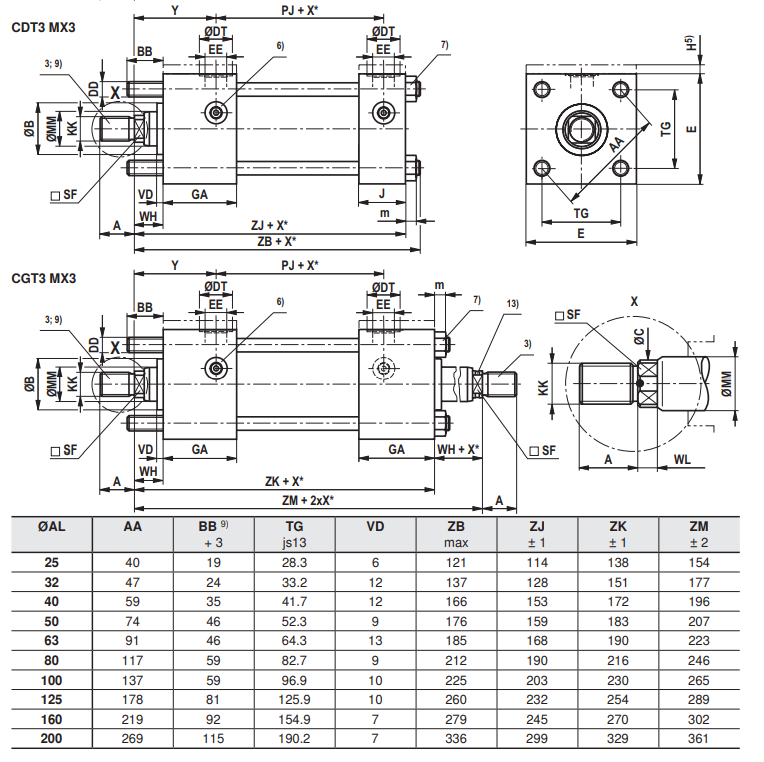 CDT3 MX3
Y
PJ + X*
ØDT
BB
EE
6)
7)
3; 9)
DD
X
ØB
ØMM
KK
SF
VD
GA
J
WH
m
A
ZJ + X*
ZB + X*
H5)
TG
E
AA
TG
E
CGT3 MX3
Y
PJ + X*
m
ØDT
ØDT
BB
EE
EE
6)
7)
13)
3; 9)
3)
DD
X
ØB
ØMM
KK
SF
VD
GA
GA
WH + X*
SF
WH
A
ZK + X*
ZM + 2xX*
A
X
SF
ØC
KK
ØMM
A
WL
ØAL AA BB 9) TG VD ZB ZJ ZK ZM
+ 3 js13 max ± 1 ± 1 ± 2
25 40 19 28.3 6 121 114 138 154
32 47 24 33.2 12 137 128 151 177
40 59 35 41.7 12 166 153 172 196
50 74 46 52.3 9 176 159 183 207
63 91 46 64.3 13 185 168 190 223
80 117 59 82.7 9 212 190 216 246
100 137 59 96.9 10 225 203 230 265
125 178 81 125.9 10 260 232 254 289
160 219 92 154.9 7 279 245 270 302
200 269 115 190.2 7 336 299 329 361